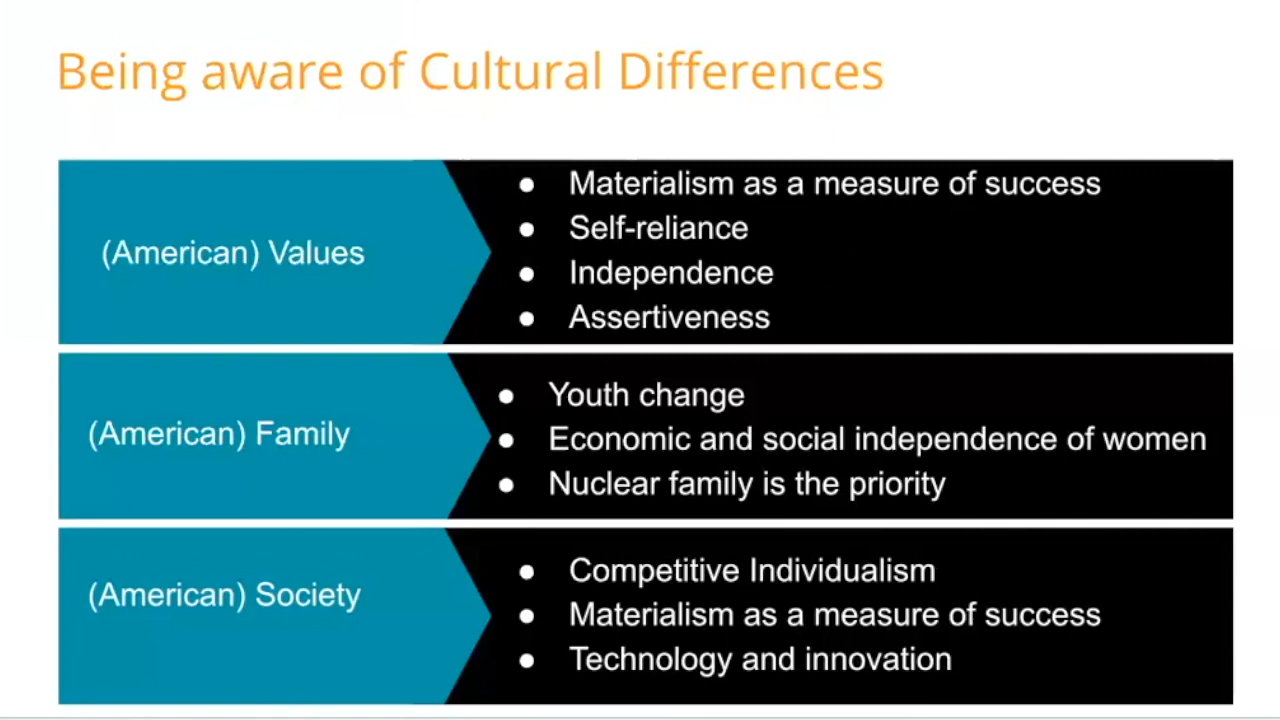 Being aware of Cultural Differences
(American) Values
● Materialism as a measure of success
● Self-reliance
● Independence
● Assertiveness
(American) Family
● Youth change
● Economic and social independence of women
● Nuclear family is the priority
(American) Society
● Competitive Individualism
● Materialism as a measure of success
● Technology and innovation